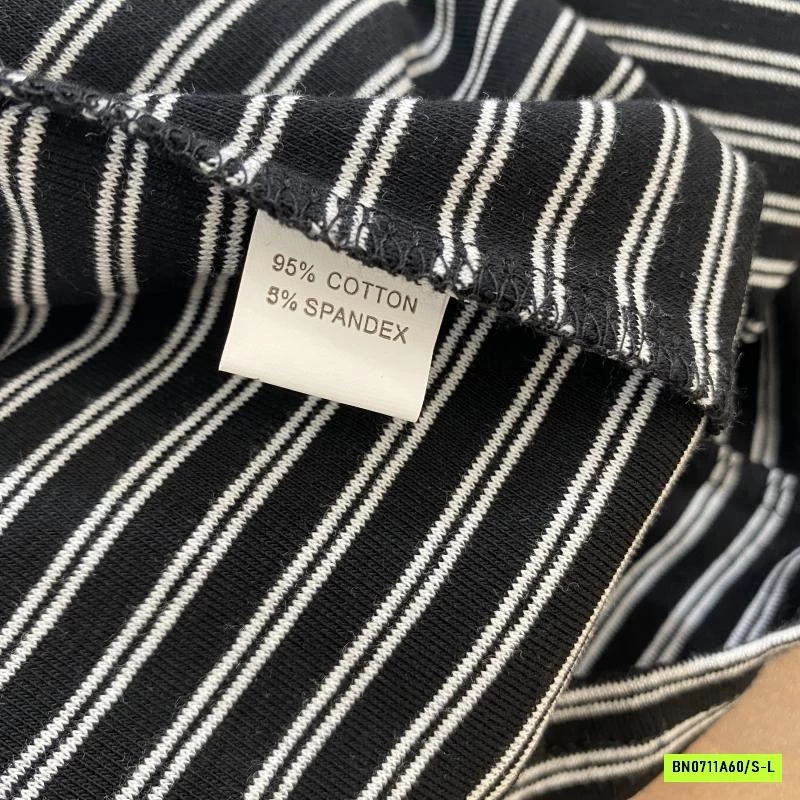 95% COTTON
5% SPANDEX
BN0711A60/S-L